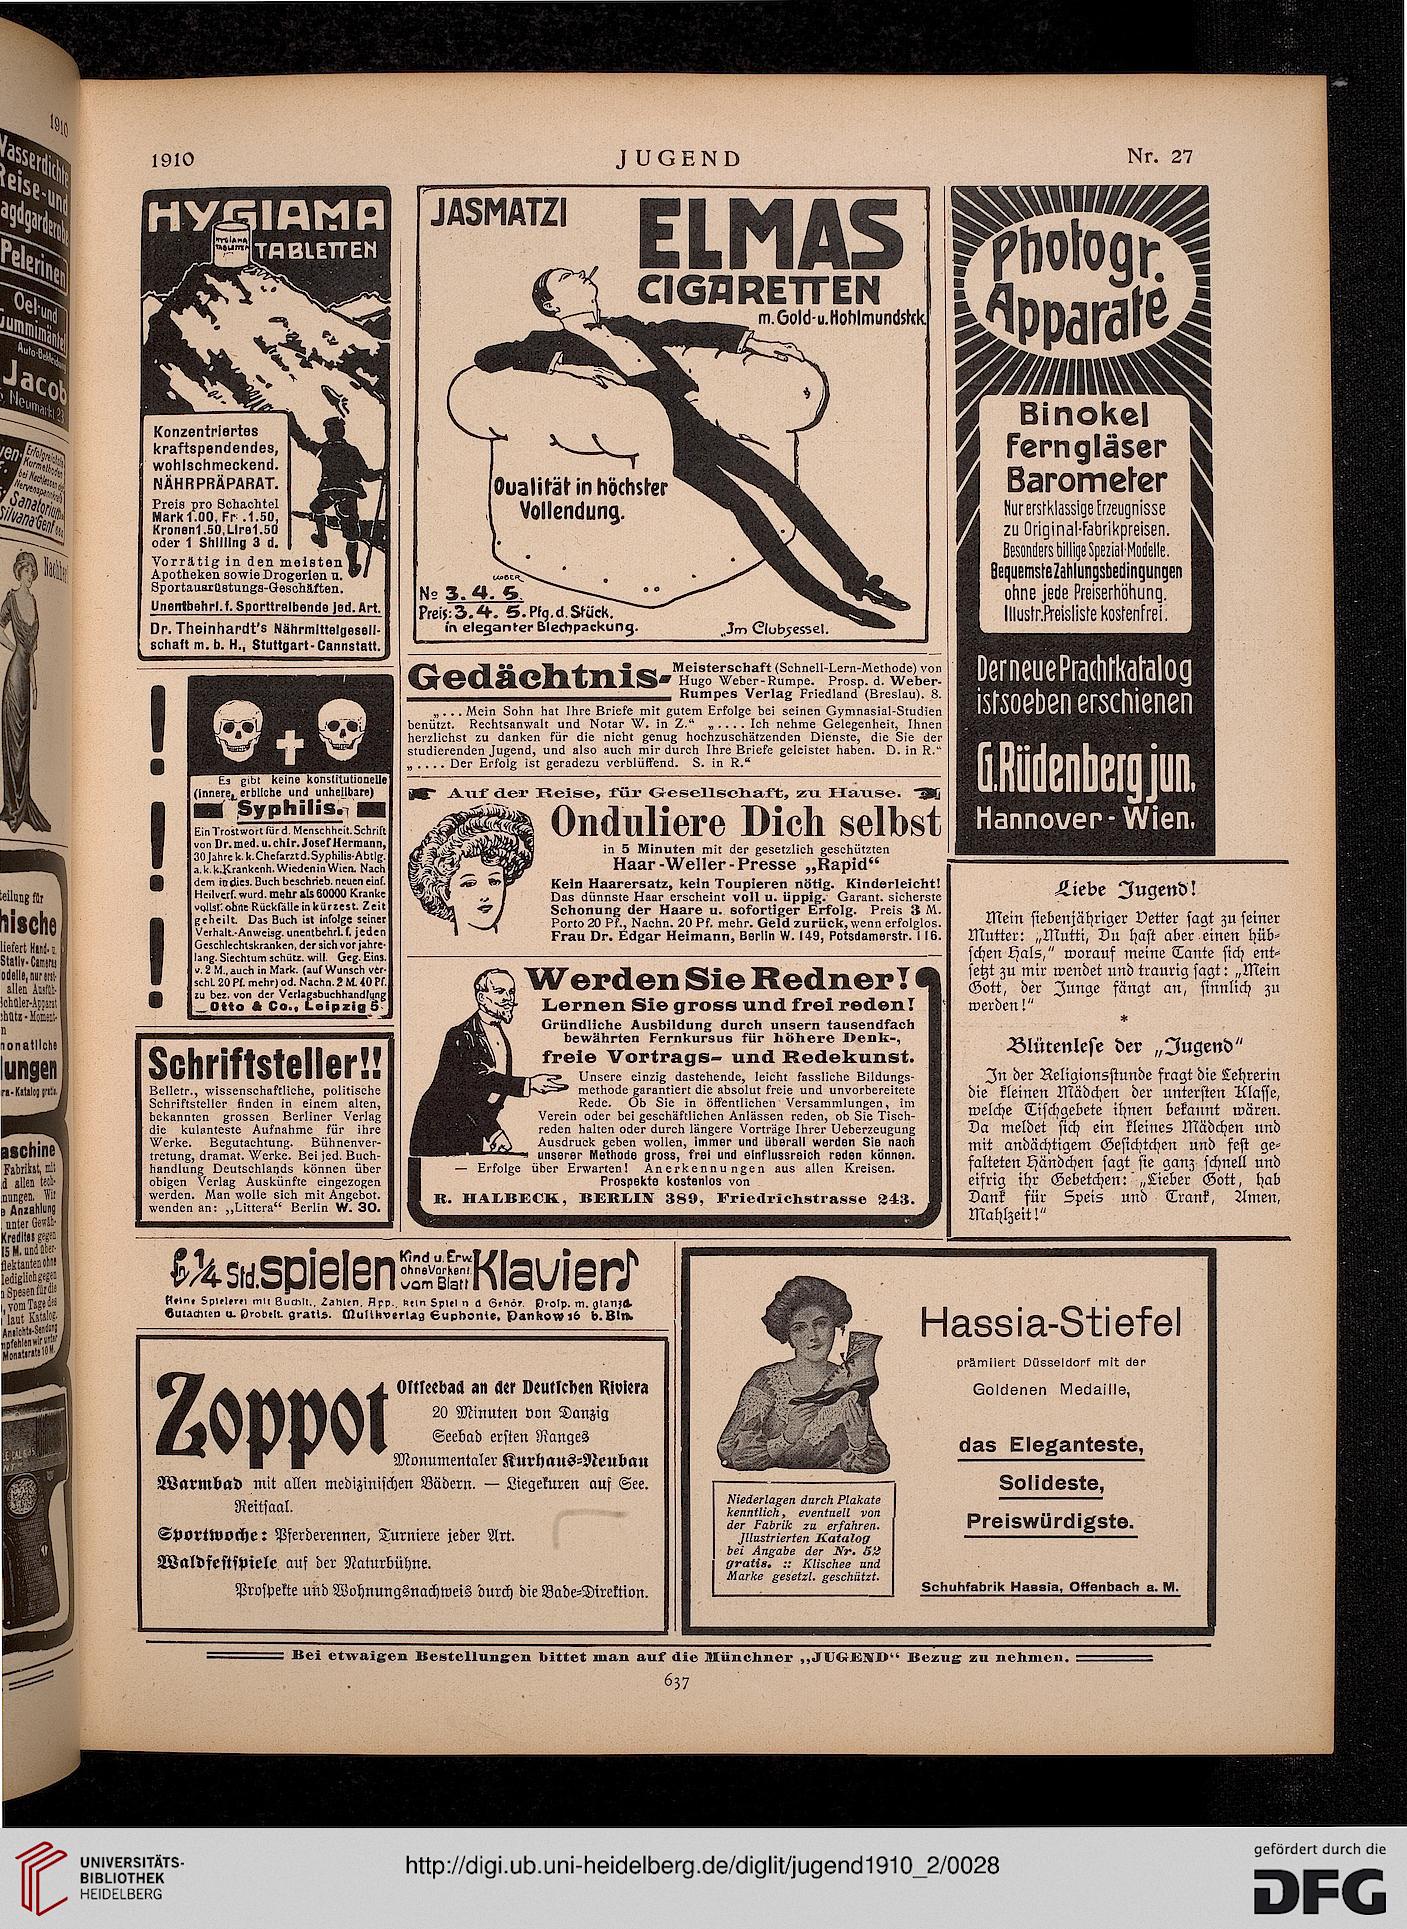 1910
JUGEND
Nr. 27
HYGIAMA
TABLETTEN
Konzentriertes
kraftspendendes,
wohlschmeckend.
NÄHRPRÄPARAT.
Preis pro Schachtel
Mark 1.00, Fr. 1.50,
Kronen 1.50, Lire 1.50
oder 1 Shilling 3 d.
Vorrätig in den meisten
Apotheken sowie Drogerien u.
Sportausrüstungs-Geschäften.
Unentbehrl. f. Sporttreibende jed. Art.
Dr. Theinhardt's Nährmittelgesell-
schaft m. b. H., Stuttgart-Cannstatt.
JASMATZI
ELMAS
CIGARETTEN
m. Gold- u. Hohlmundstck.
Qualität in höchster
Vollendung.
No 3. 4. 5.
Preis: 3. 4. 5. Pfg. d. Stück,
in eleganter Blechpackung.
„Im Clubsessel.
Photogr.
Apparate
Binokel
Ferngläser
Barometer
Nur erstklassige Erzeugnisse
zu Original-Fabrikpreisen.
Besonders billige Spezial-Modelle.
Bequemste Zahlungsbedingungen
ohne jede Preiserhöhung.
Illustr. Preisliste kostenfrei.
Der neue Prachtkatalog
ist soeben erschienen
G. Rüdenberg jun.
Hannover - Wien.
Gedächtnis-
Meisterschaft (Schnell-Lern-Methode) von
Hugo Weber-Rumpe. Prosp. d. Weber-
Rumpes Verlag Friedland (Breslau). 8.
„... Mein Sohn hat Ihre Briefe mit gutem Erfolge bei seinen Gymnasial-Studien
benützt. Rechtsanwalt und Notar W. in Z.“ „.... Ich nehme Gelegenheit, Ihnen
herzlichst zu danken für die nicht genug hochzuschätzenden Dienste, die Sie der
studierenden Jugend, und also auch mir durch Ihre Briefe geleistet haben. D. in R.“
„.... Der Erfolg ist geradezu verblüffend. S. in R.“
! ! ! !
Es gibt keine konstitutionelle
(innere, erbliche und unheilbare)
Syphilis.
Ein Trostwort für d. Menschheit. Schrift
von Dr. med. u. chir. Josef Hermann,
30 Jahre k. k. Chefarzt d. Syphilis-Abtlg.
a. k. k. Krankenh. Wieden in Wien. Nach
dem in dies. Buch beschrieb. neuen einf.
Heilverf. wurd. mehr als 60000 Kranke
vollst. ohne Rückfälle in kürzest. Zeit
geheilt. Das Buch ist infolge seiner
Verhalt.-Anweisg. unentbehrl. f. jeden
Geschlechtskranken, der sich vor jahre-
lang. Siechtum schütz. will. Geg. Eins.
v. 2 M., auch in Mark. (auf Wunsch ver-
schl. 20 Pf. mehr) od. Nachn. 2 M. 40 Pf.
zu bez. von der Verlagsbuchhandlung
Otto & Co., Leipzig 5.
Auf der Reise, für Gesellschaft, zu Hause.
Onduliere Dich selbst
in 5 Minuten mit der gesetzlich geschützten
Haar-Weller-Presse „Rapid“
Kein Haarersatz, kein Toupieren nötig. Kinderleicht!
Das dünnste Haar erscheint voll u. üppig. Garant. sicherste
Schonung der Haare u. sofortiger Erfolg. Preis 3 M.
Porto 20 Pf., Nachn. 20 Pf. mehr. Geld zurück, wenn erfolglos.
Frau Dr. Edgar Heimann, Berlin W. 149, Potsdamerstr. 116.
Werden Sie Redner!
Lernen Sie gross und frei reden!
Gründliche Ausbildung durch unsern tausendfach
bewährten Fernkursus für höhere Denk-,
freie Vortrags- und Redekunst.
Unsere einzig dastehende, leicht fassliche Bildungs-
methode garantiert die absolut freie und unvorbereitete
Rede. Ob Sie in öffentlichen Versammlungen, im
Verein oder bei geschäftlichen Anlässen reden, ob Sie Tisch-
reden halten oder durch längere Vorträge Ihrer Ueberzeugung
Ausdruck geben wollen, immer und überall werden Sie nach
unserer Methode gross, frei und einflussreich reden können.
— Erfolge über Erwarten! Anerkennungen aus allen Kreisen.
Prospekte kostenlos von
R. HALBECK, BERLIN 389, Friedrichstrasse 243.
Schriftsteller!!
Belletr., wissenschaftliche, politische
Schriftsteller finden in einem alten,
bekannten grossen Berliner Verlag
die kulanteste Aufnahme für ihre
Werke. Begutachtung. Bühnenver-
tretung, dramat. Werke. Bei jed. Buch-
handlung Deutschlands können über
obigen Verlag Auskünfte eingezogen
werden. Man wolle sich mit Angebot.
wenden an: „Littera“ Berlin W. 30.
Liebe Jugend!
Mein siebenjähriger Vetter sagt zu seiner
Mutter: „Mutti, Du hast aber einen hüb-
schen Hals,“ worauf meine Tante sich ent-
setzt zu mir wendet und traurig sagt: „Mein
Gott, der Junge fängt an, sinnlich zu
werden!“
*
Blütenlese der „Jugend“
In der Religionsstunde fragt die Lehrerin
die kleinen Mädchen der untersten Klasse,
welche Tischgebete ihnen bekannt wären.
Da meldet sich ein kleines Mädchen und
mit andächtigem Gesichtchen und fest ge-
falteten Händchen sagt sie ganz schnell und
eifrig ihr Gebetchen: „Lieber Gott, hab
Dank für Speis und Trank, Amen,
Mahlzeit!“
In 1/4 Std. spielen Kind u. Erw. ohne Vorkennt. vom Blatt Klavier!
Keine Spielerei mit Buchst., Zahlen, App., kein Spiel n. d. Gehör. Prosp. m. glänzd.
Gutachten u. Probeit. gratis. Musikverlag Euphonie, Pankow 16 b. Bln.
Zoppot
Ostseebad an der Deutschen Riviera
20 Minuten von Danzig
Seebad ersten Ranges
Monumentaler Kurhaus-Neubau
Warmbad mit allen medizinischen Bädern. — Liegekuren auf See.
Reitsaal.
Sportwoche: Pferderennen, Turniere jeder Art.
Waldfestspiele auf der Naturbühne.
Prospekte und Wohnungsnachweis durch die Bade-Direktion.
Hassia-Stiefel
prämiiert Düsseldorf mit der
Goldenen Medaille,
das Eleganteste,
Solideste,
Preiswürdigste.
Schuhfabrik Hassia, Offenbach a. M.
Niederlagen durch Plakate
kenntlich, eventuell von
der Fabrik zu erfahren.
Jllustrierten Katalog
bei Angabe der Nr. 52
gratis. :: Klischee und
Marke gesetzl. geschützt.
Bei etwaigen Bestellungen bittet man auf die Münchner „JUGEND“ Bezug zu nehmen.
637
UNIVERSITÄTS-
BIBLIOTHEK
HEIDELBERG
http://digi.ub.uni-heidelberg.de/diglit/jugend1910_2/0028
gefördert durch die
DFG